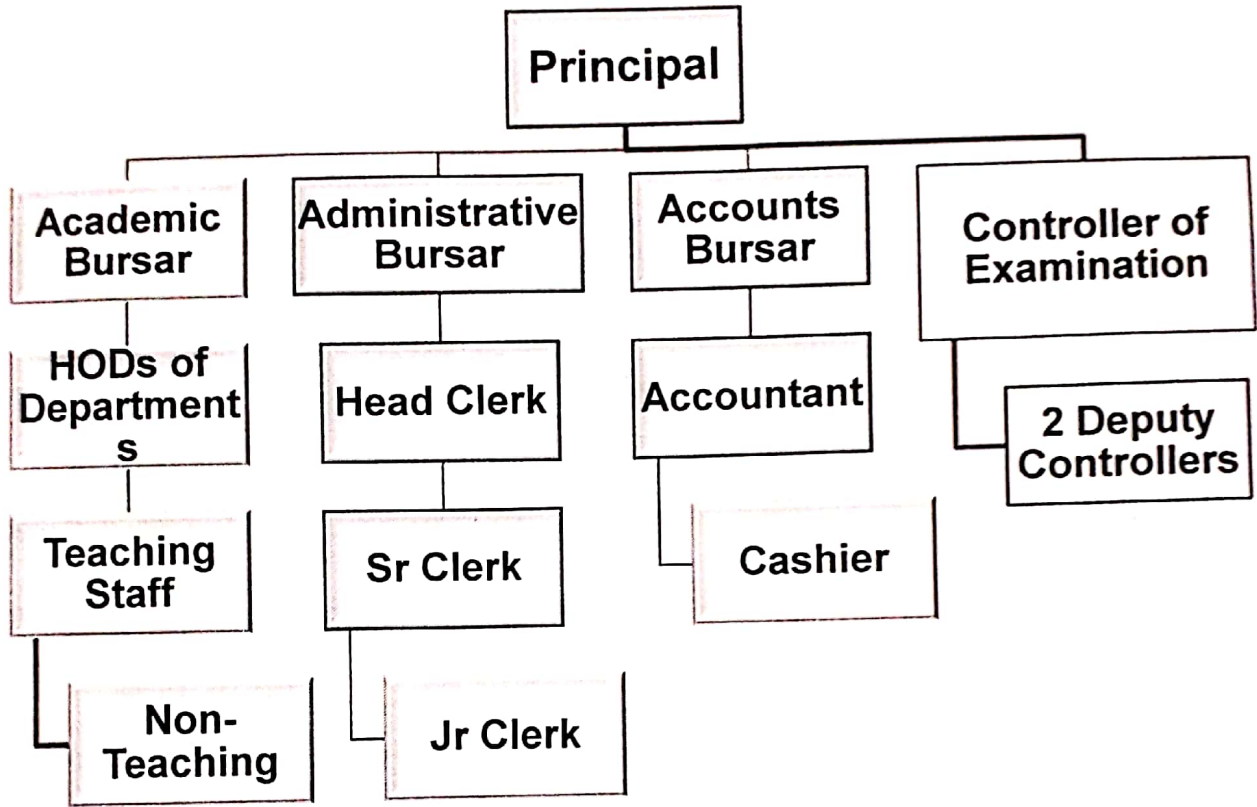 Principal
Academic
Bursar
Administrative
Bursar
Accounts
Bursar
Controller of
Examination
HODs of
Department
s
Head Clerk
Accountant
2 Deputy
Controllers
Teaching
Staff
Sr Clerk
Cashier
Non-
Teaching
Jr Clerk